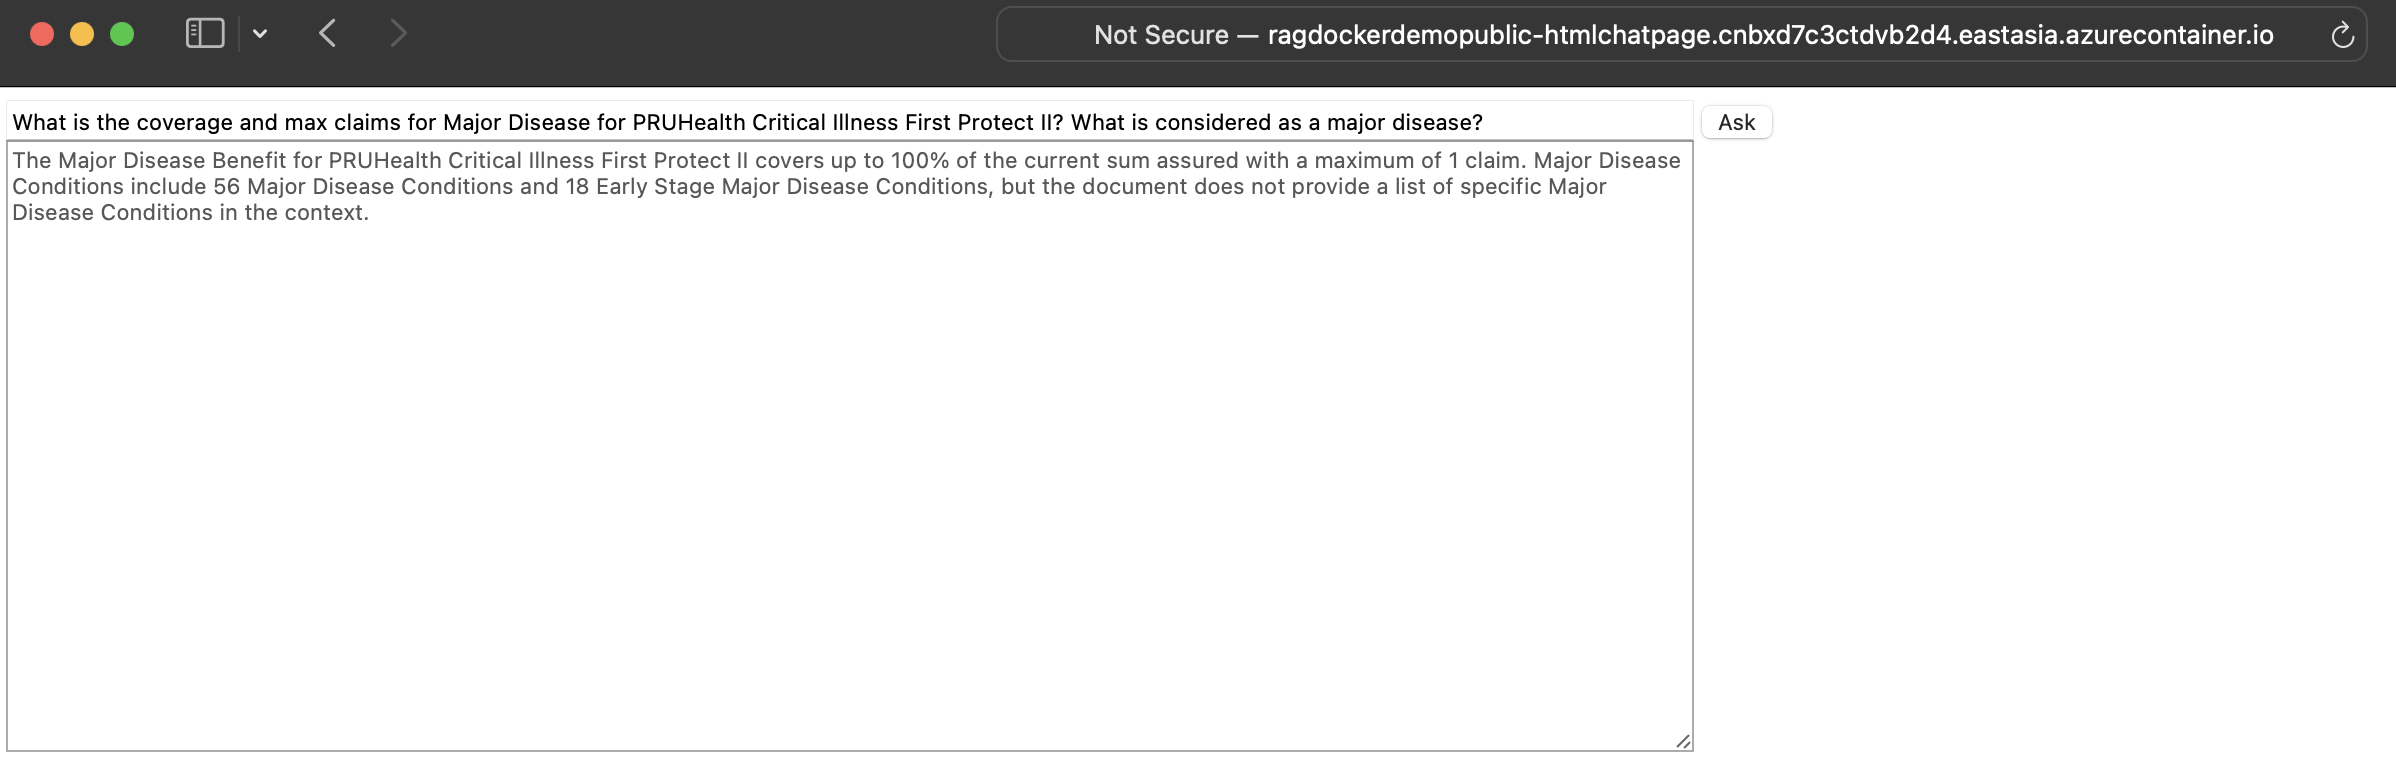 Not Secure — ragdockerdemopublic-htmlchatpage.cnbxd7c3ctdvb2d4.eastasia.azurecontainer.io
What is the coverage and max claims for Major Disease for PRUHealth Critical Illness First Protect II? What is considered as a major disease?
Ask
The Major Disease Benefit for PRUHealth Critical Illness First Protect II covers up to 100% of the current sum assured with a maximum of 1 claim. Major Disease
Conditions include 56 Major Disease Conditions and 18 Early Stage Major Disease Conditions, but the document does not provide a list of specific Major
Disease Conditions in the context.